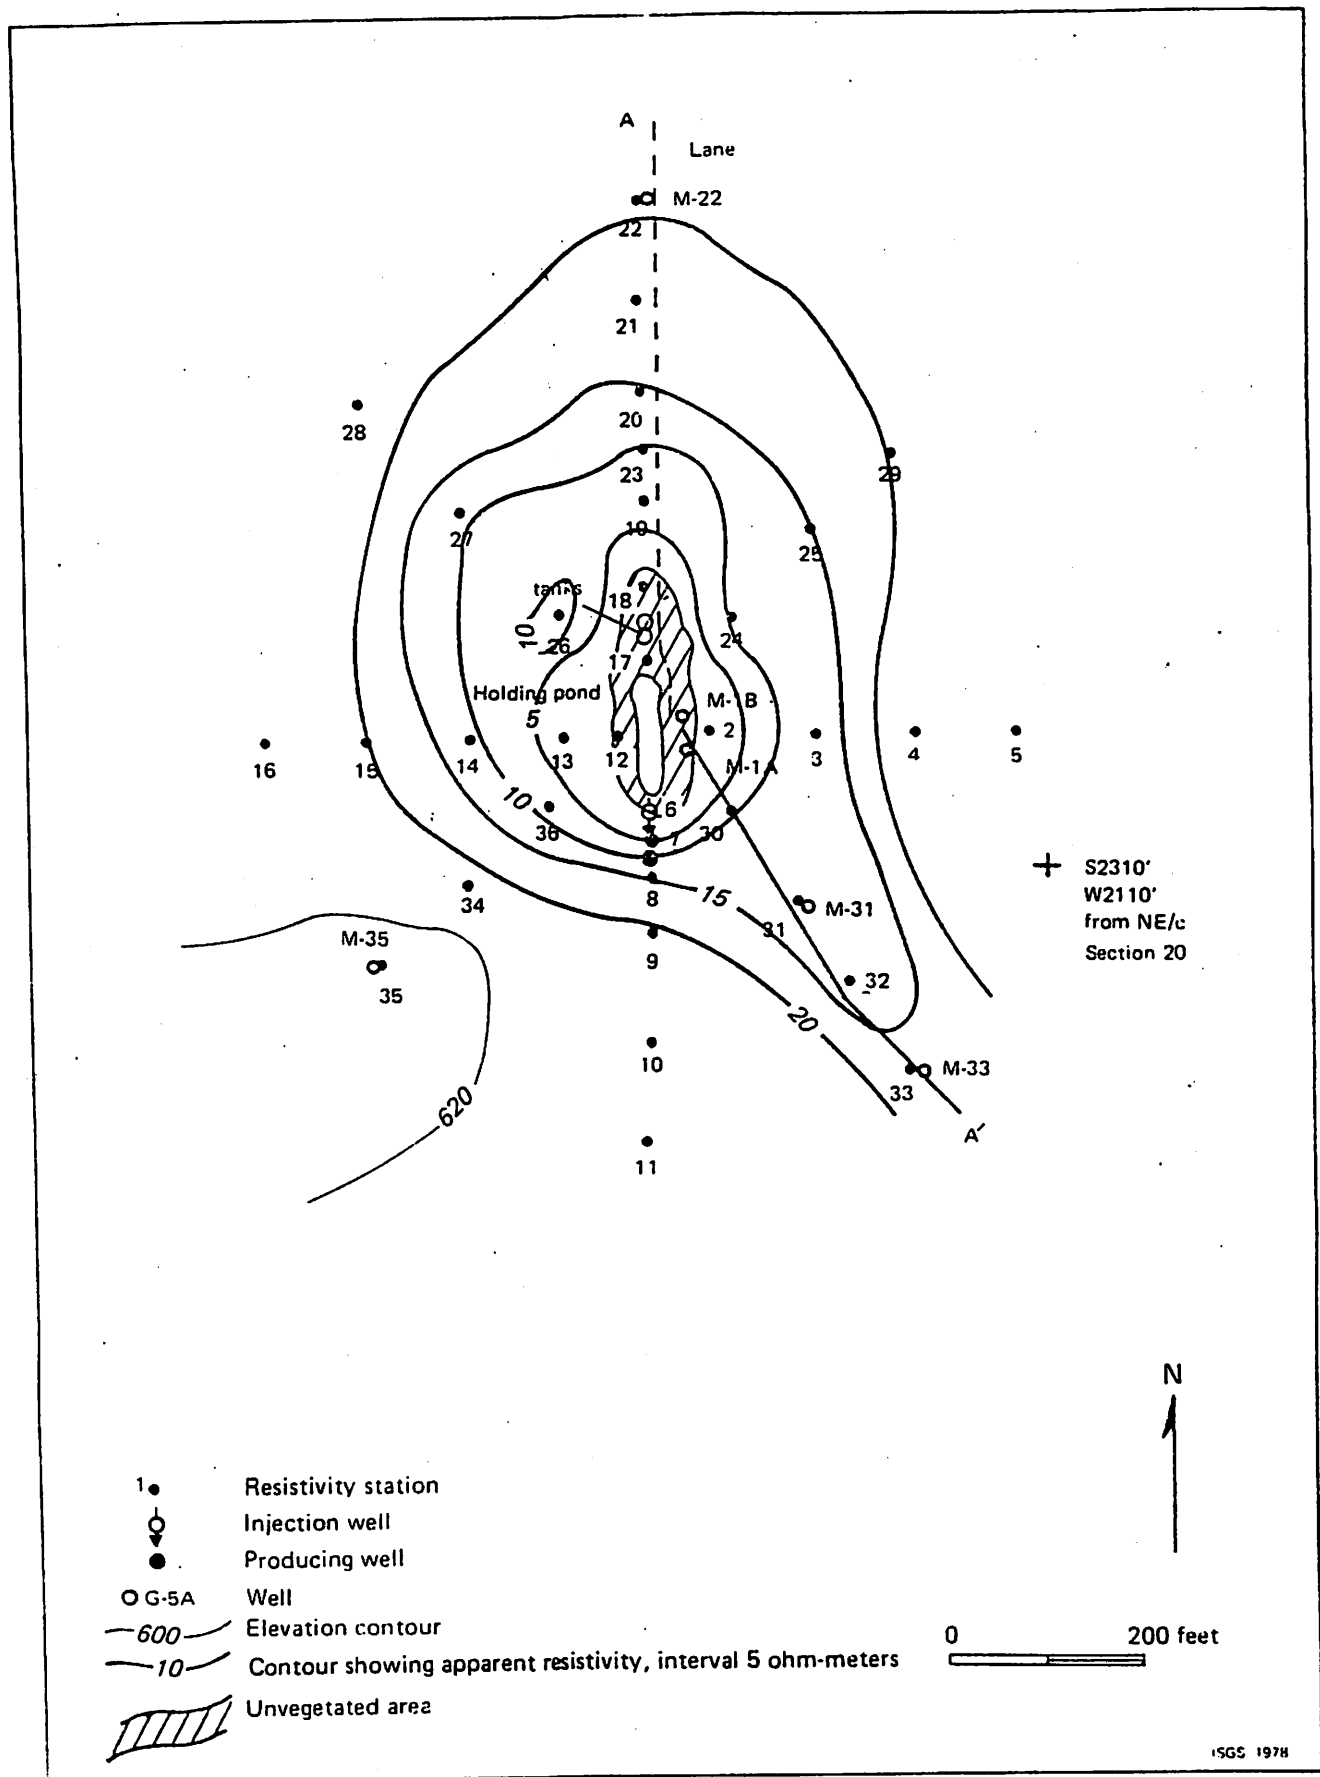 A
Lane
M-22
22
21
28
20
29
23
27
19
25
tanks
18
10
26
24
17
Holding pond
M-1B
5
2
16
15
14
13
12
3
4
5
M-1A
10
6
36
30
7
S2310'
W2110'
from NE/c
Section 20
34
8
15
M-31
31
M-35
9
35
32
20
10
M-33
33
620
A'
11
N
1 Resistivity station
Injection well
Producing well
G-5A Well
600 Elevation contour
0 200 feet
10 Contour showing apparent resistivity, interval 5 ohm-meters
Unvegetated area
ISGS 1978